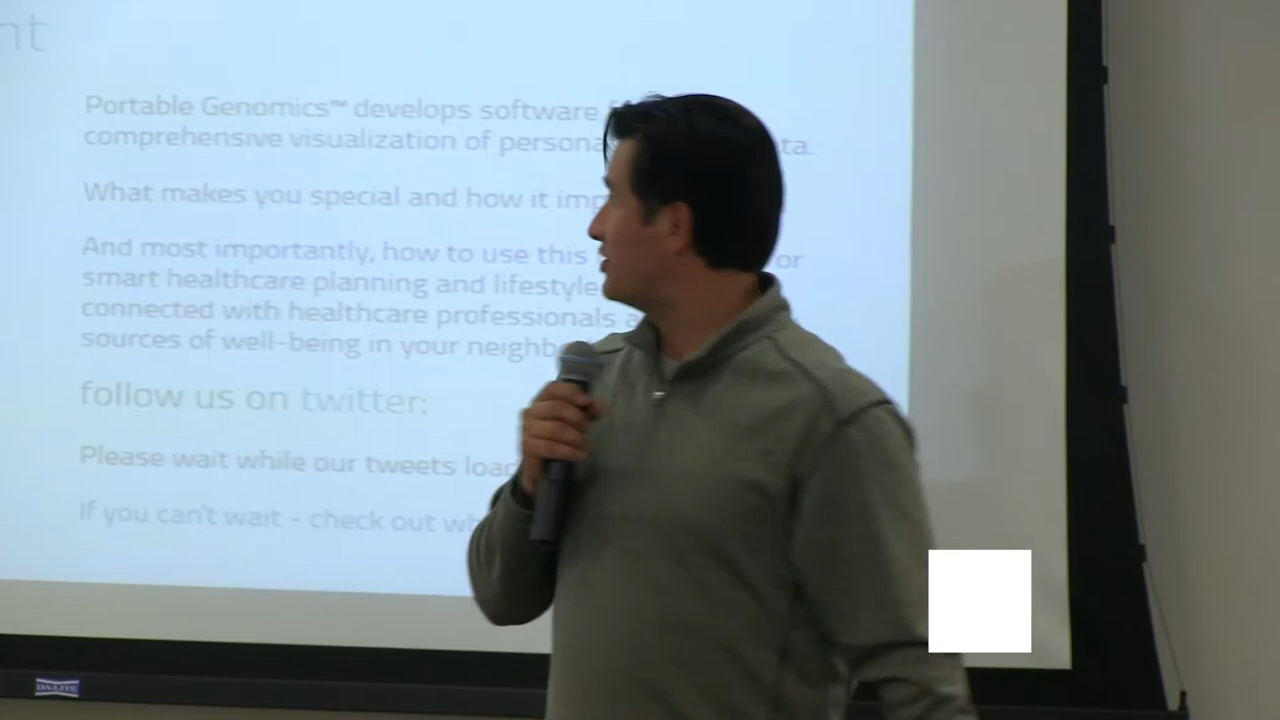 nt
Portable Genomics™ develops software
comprehensive visualization of persona ta.
What makes you special and how it imp
And most importantly, how to use this or
smart healthcare planning and lifestyle
connected with healthcare professionals a
sources of well-being in your neighb
follow us on twitter:
Please wait while our tweets load
If you can't wait - check out wh
DA-LITE